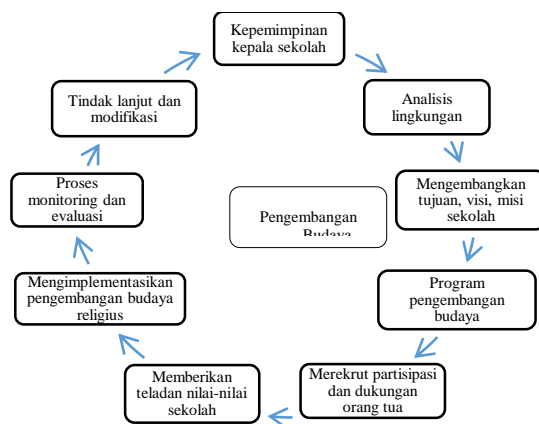 Kepemimpinan
kepala sekolah
Analisis
lingkungan
Mengembangkan
tujuan, visi, misi
sekolah
Program
pengembangan
budaya
Merekrut partisipasi
dan dukungan
orang tua
Memberikan
teladan nilai-nilai
sekolah
Mengimplementasikan
pengembangan budaya
religius
Proses
monitoring dan
evaluasi
Tindak lanjut dan
modifikasi
Pengembangan
Budaya